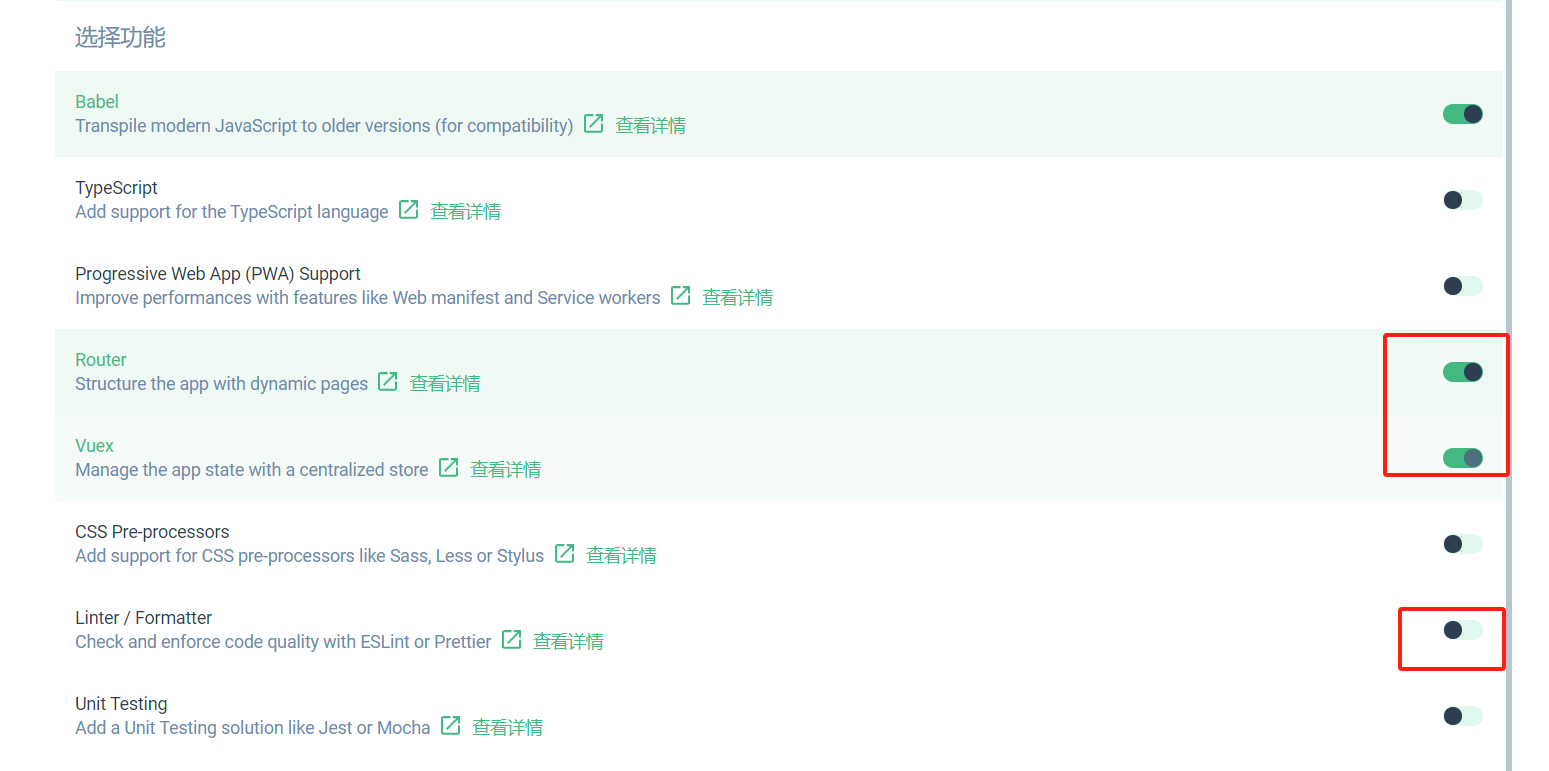 选择功能
Babel
Transpile modern JavaScript to older versions (for compatibility) 查看详情
TypeScript
Add support for the TypeScript language 查看详情
Progressive Web App (PWA) Support
Improve performances with features like Web manifest and Service workers 查看详情
Router
Structure the app with dynamic pages 查看详情
Vuex
Manage the app state with a centralized store 查看详情
CSS Pre-processors
Add support for CSS pre-processors like Sass, Less or Stylus 查看详情
Linter / Formatter
Check and enforce code quality with ESLint or Prettier 查看详情
Unit Testing
Add a Unit Testing solution like Jest or Mocha 查看详情